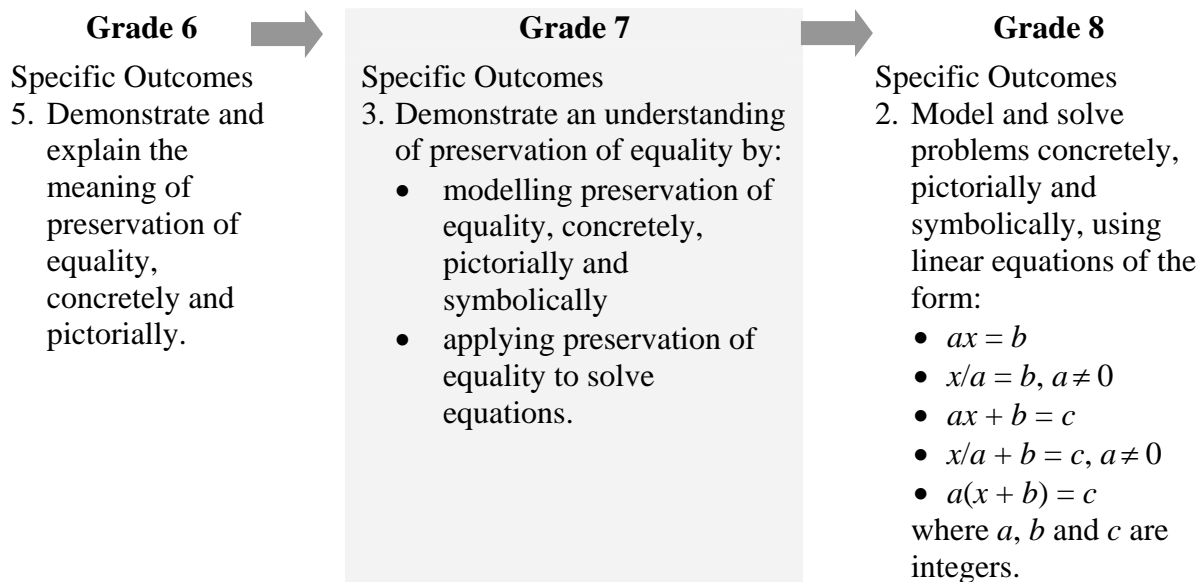 Grade 6
Specific Outcomes
5. Demonstrate and
explain the
meaning of
preservation of
equality,
concretely and
pictorially.
Grade 7
Specific Outcomes
3. Demonstrate an understanding
of preservation of equality by:
• modelling preservation of
equality, concretely,
pictorially and
symbolically
• applying preservation of
equality to solve
equations.
Grade 8
Specific Outcomes
2. Model and solve
problems concretely,
pictorially and
symbolically, using
linear equations of the
form:
• ax = b
• x/a = b, a ≠ 0
• ax + b = c
• x/a + b = c, a ≠ 0
• a(x + b) = c
where a, b and c are
integers.